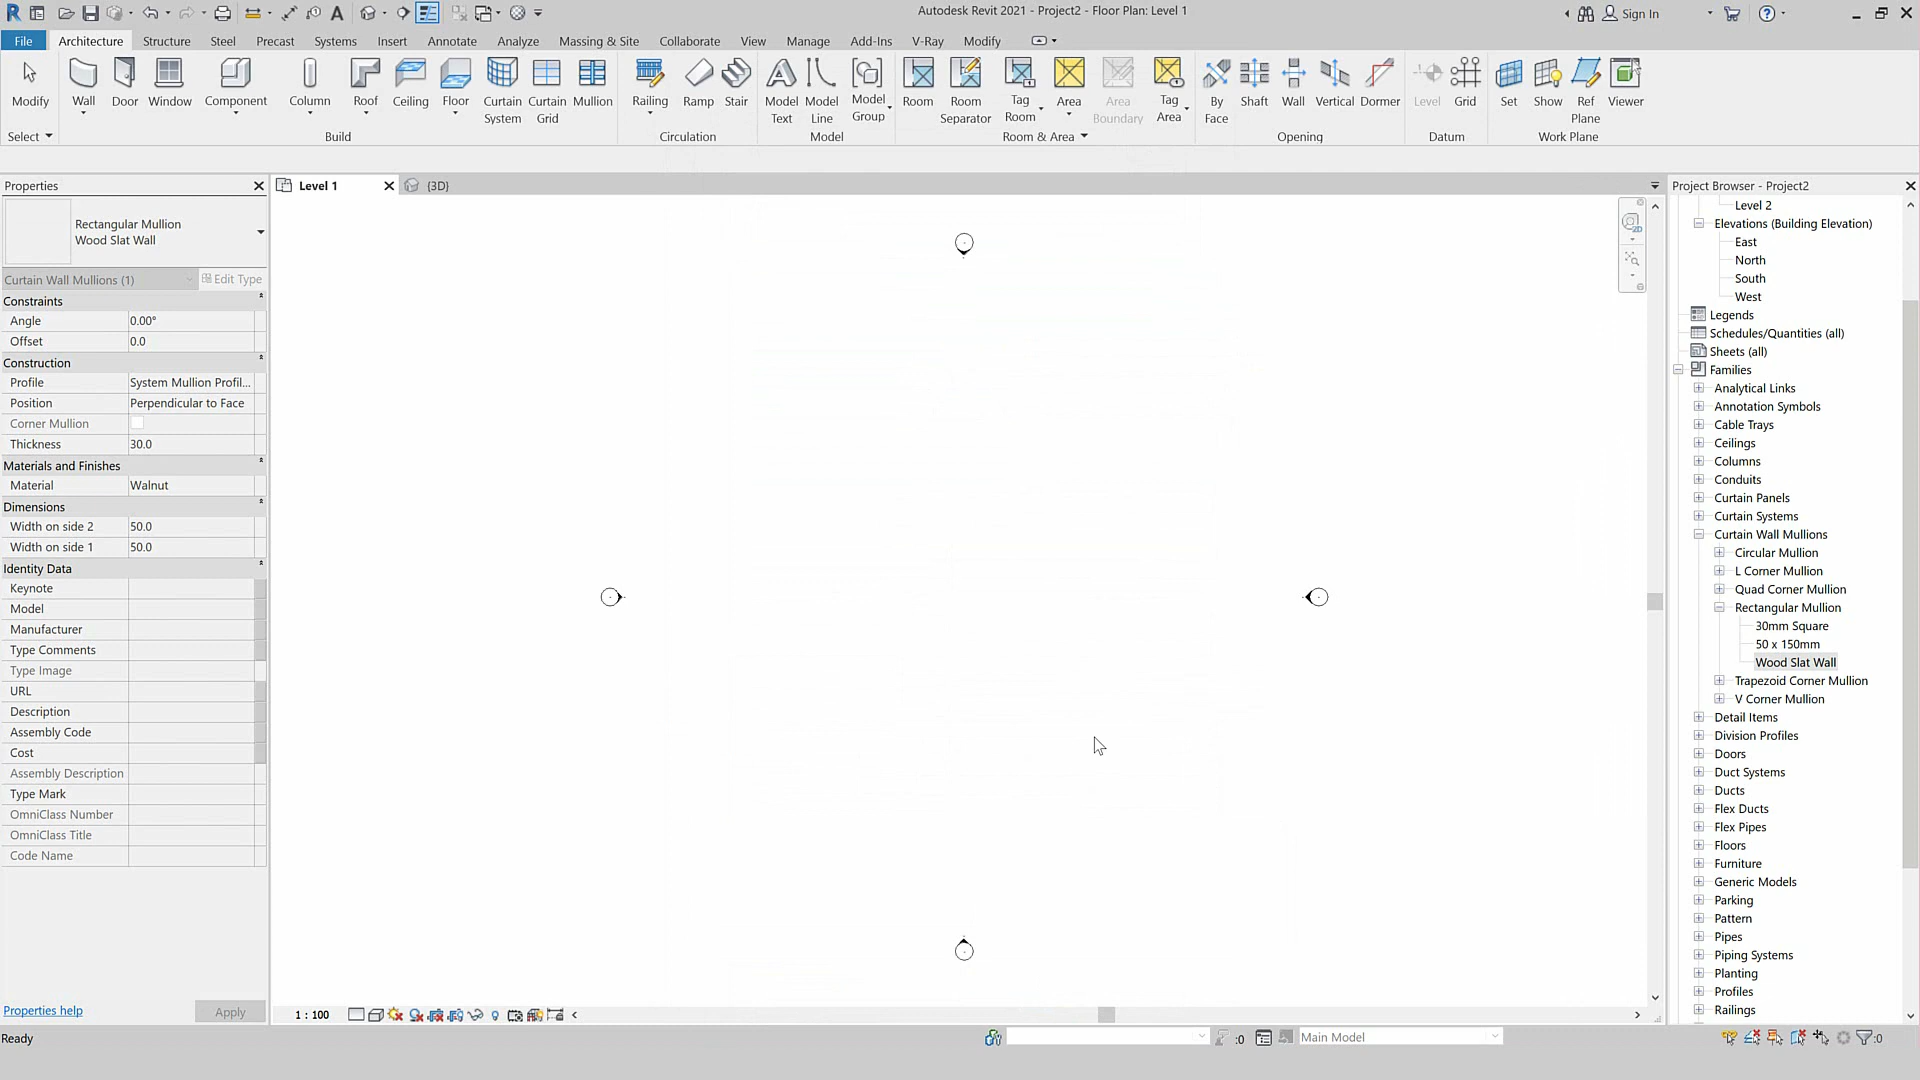 Autodesk Revit 2021 - Project2 - Floor Plan: Level 1
Sign In
File Architecture Structure Steel Precast Systems Insert Annotate Analyze Massing & Site Collaborate View Manage Add-Ins V-Ray Modify
Modify Wall Door Window Component Column Roof Ceiling Floor Curtain System Curtain Grid Mullion Railing Ramp Stair Model Text Model Line Model Group Room Room Separator Tag Room Area Area Boundary Tag Area By Face Shaft Wall Vertical Dormer Level Grid Set Show Ref Plane Viewer
Select Build Circulation Model Room & Area Opening Datum Work Plane
Properties
Level 1
{3D}
Project Browser - Project2
Rectangular Mullion
Wood Slat Wall
Curtain Wall Mullions (1)
Edit Type
Constraints
Angle 0.00°
Offset 0.0
Construction
Profile System Mullion Profil...
Position Perpendicular to Face
Corner Mullion
Thickness 30.0
Materials and Finishes
Material Walnut
Dimensions
Width on side 2 50.0
Width on side 1 50.0
Identity Data
Keynote
Model
Manufacturer
Type Comments
Type Image
URL
Description
Assembly Code
Cost
Assembly Description
Type Mark
OmniClass Number
OmniClass Title
Code Name
Properties help
Apply
1 : 100
Level 2
Elevations (Building Elevation)
East
North
South
West
Legends
Schedules/Quantities (all)
Sheets (all)
Families
Analytical Links
Annotation Symbols
Cable Trays
Ceilings
Columns
Conduits
Curtain Panels
Curtain Systems
Curtain Wall Mullions
Circular Mullion
L Corner Mullion
Quad Corner Mullion
Rectangular Mullion
30mm Square
50 x 150mm
Wood Slat Wall
Trapezoid Corner Mullion
V Corner Mullion
Detail Items
Division Profiles
Doors
Duct Systems
Ducts
Flex Ducts
Flex Pipes
Floors
Furniture
Generic Models
Parking
Pattern
Pipes
Piping Systems
Planting
Profiles
Railings
Ready
:0
Main Model
:0